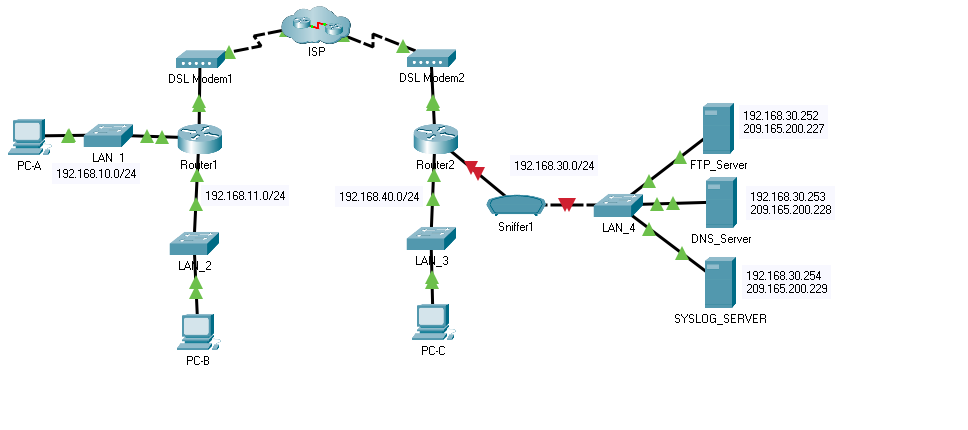 ISP
DSL Modem1
DSL Modem2
PC-A
LAN_1
192.168.10.0/24
Router1
192.168.11.0/24
LAN_2
PC-B
Router2
192.168.40.0/24
LAN_3
PC-C
192.168.30.0/24
Sniffer1
LAN_4
192.168.30.252
209.165.200.227
FTP_Server
192.168.30.253
209.165.200.228
DNS_Server
192.168.30.254
209.165.200.229
SYSLOG_SERVER